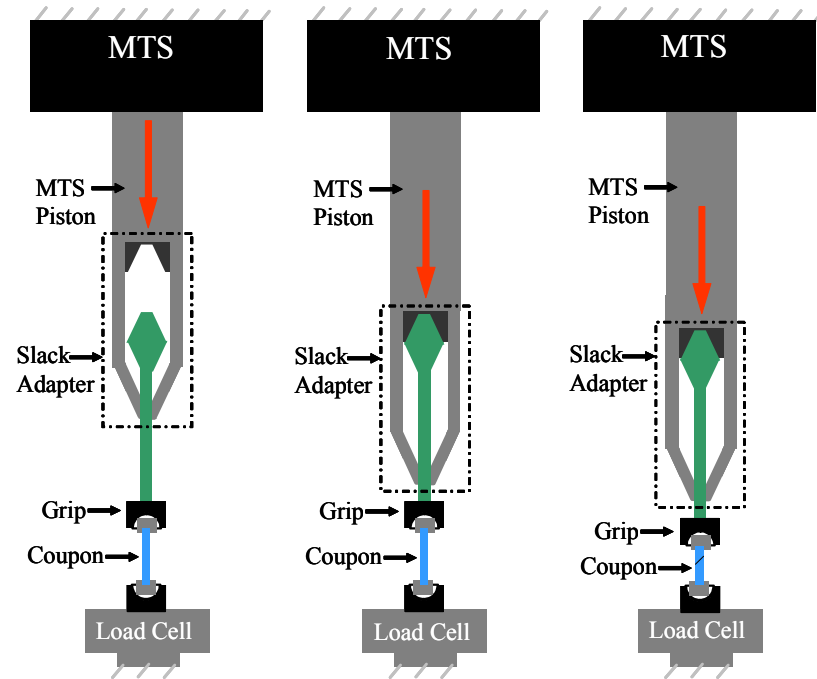 MTS
MTS
Piston
Slack
Adapter
Grip
Coupon
Load Cell
MTS
MTS
Piston
Slack
Adapter
Grip
Coupon
Load Cell
MTS
MTS
Piston
Slack
Adapter
Grip
Coupon
Load Cell